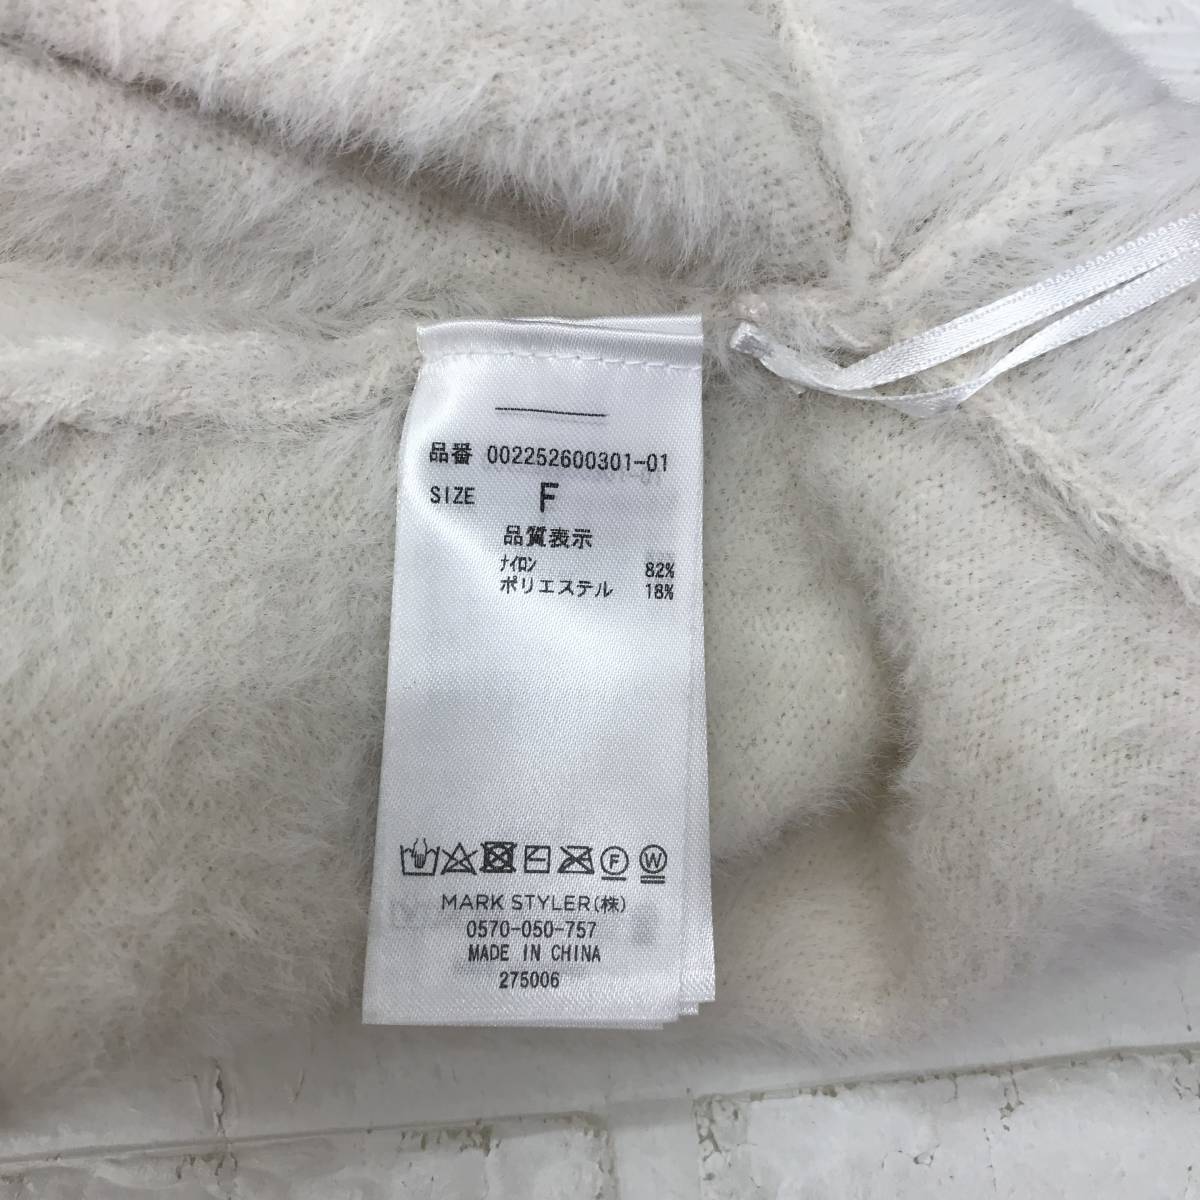 品番 002252600301-01
SIZE F
品質表示
ナイロン 82%
ポリエステル 18%
F W
MARK STYLER(株)
0570-050-757
MADE IN CHINA
275006